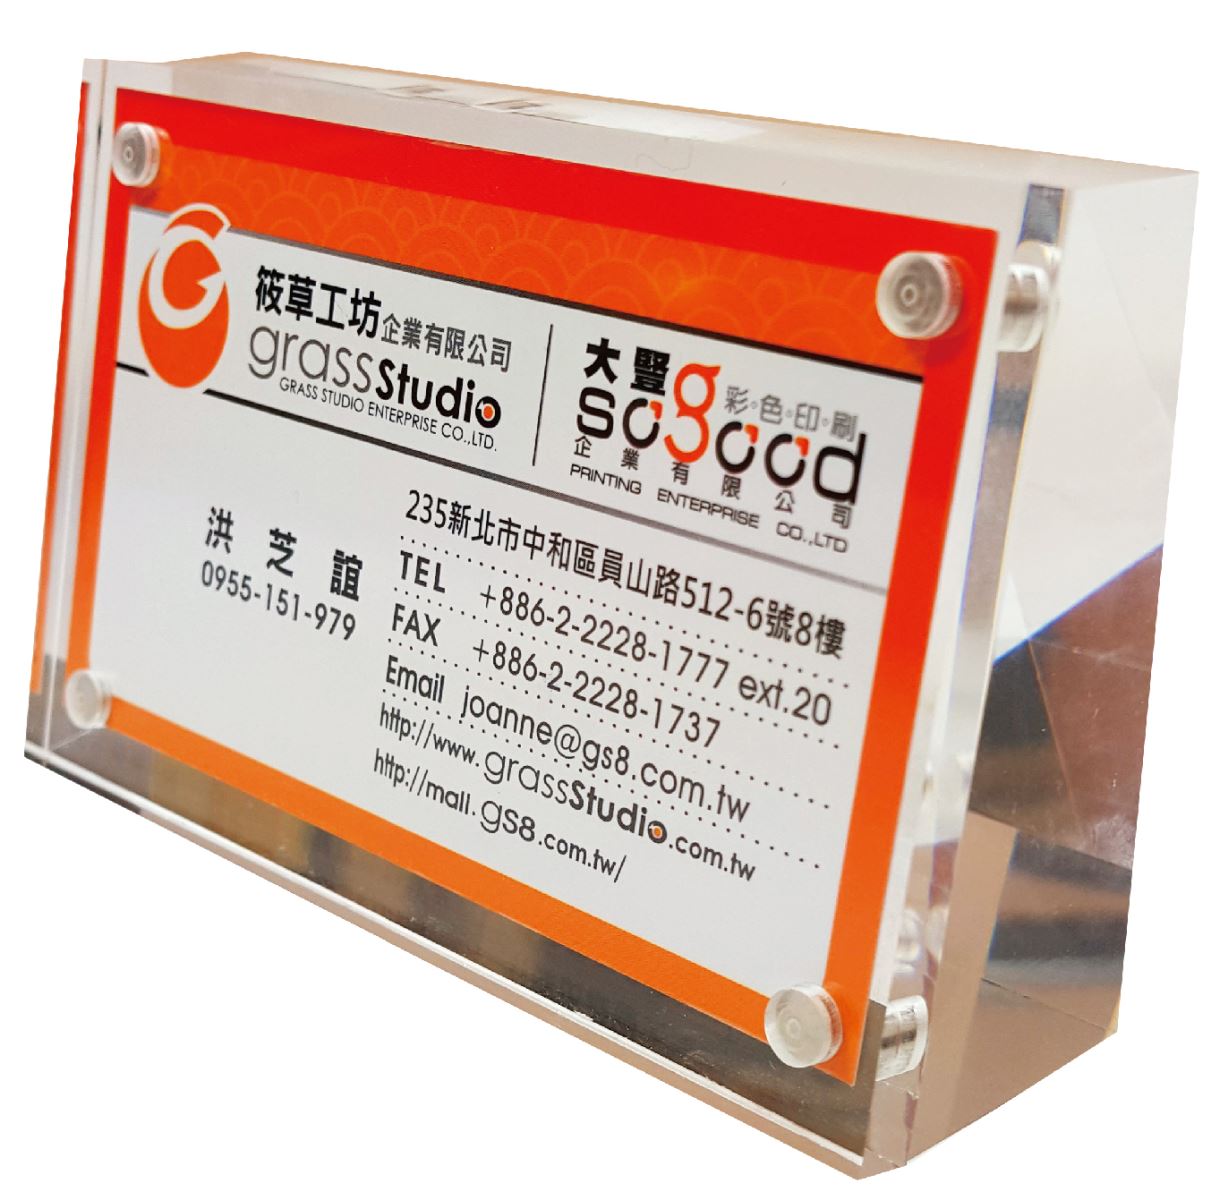 筱草工坊企業有限公司
grassStudio
GRASS STUDIO ENTERPRISE CO.,LTD.
大豐
彩・色・印・刷
sogood
企業有限公司
PRINTING ENTERPRISE CO.,LTD
洪芝誼
0955-151-979
235新北市中和區員山路512-6號8樓
TEL +886-2-2228-1777 ext.20
FAX +886-2-2228-1737
Email joanne@gs8.com.tw
http://www.grassStudio.com.tw
http://mall.gs8.com.tw/